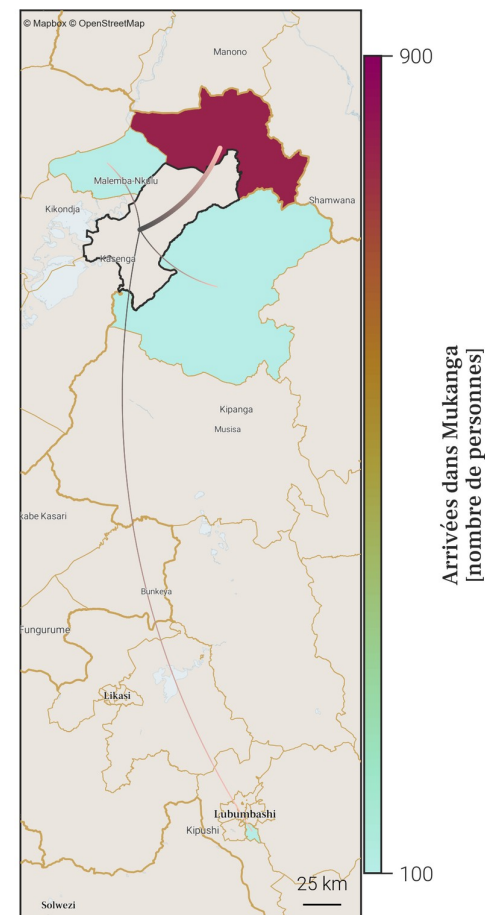 © Mapbox © OpenStreetMap
Manono
Malemba-Nkulu
Kikondja
Shamwana
Kasenga
Kipanga
Musisa
kabe Kasari
Bunkeya
Fungurume
Likasi
Lubumbashi
Kipushi
Solwezi
25 km
900
100
Arrivées dans Mukanga
[nombre de personnes]